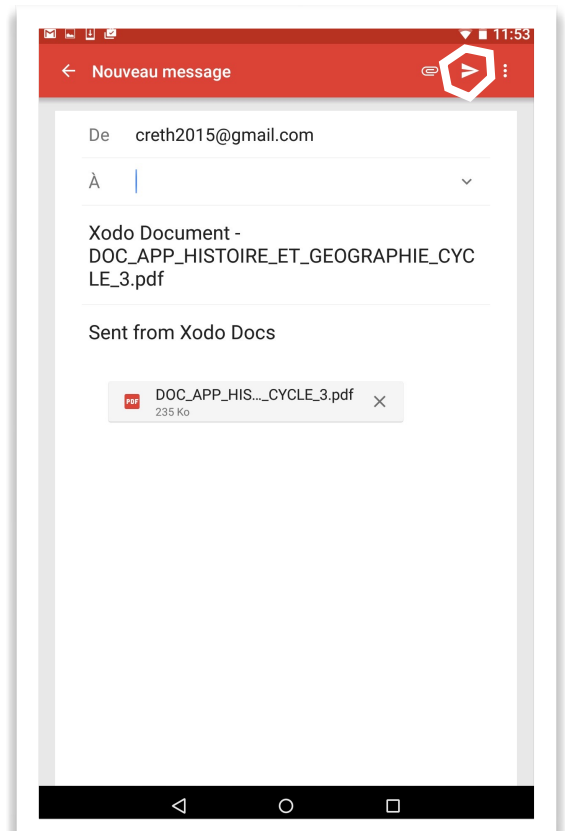 11:53
Nouveau message
De creth2015@gmail.com
À
Xodo Document -
DOC_APP_HISTOIRE_ET_GEOGRAPHIE_CYC
LE_3.pdf
Sent from Xodo Docs
PDF DOC_APP_HIS..._CYCLE_3.pdf
235 Ko